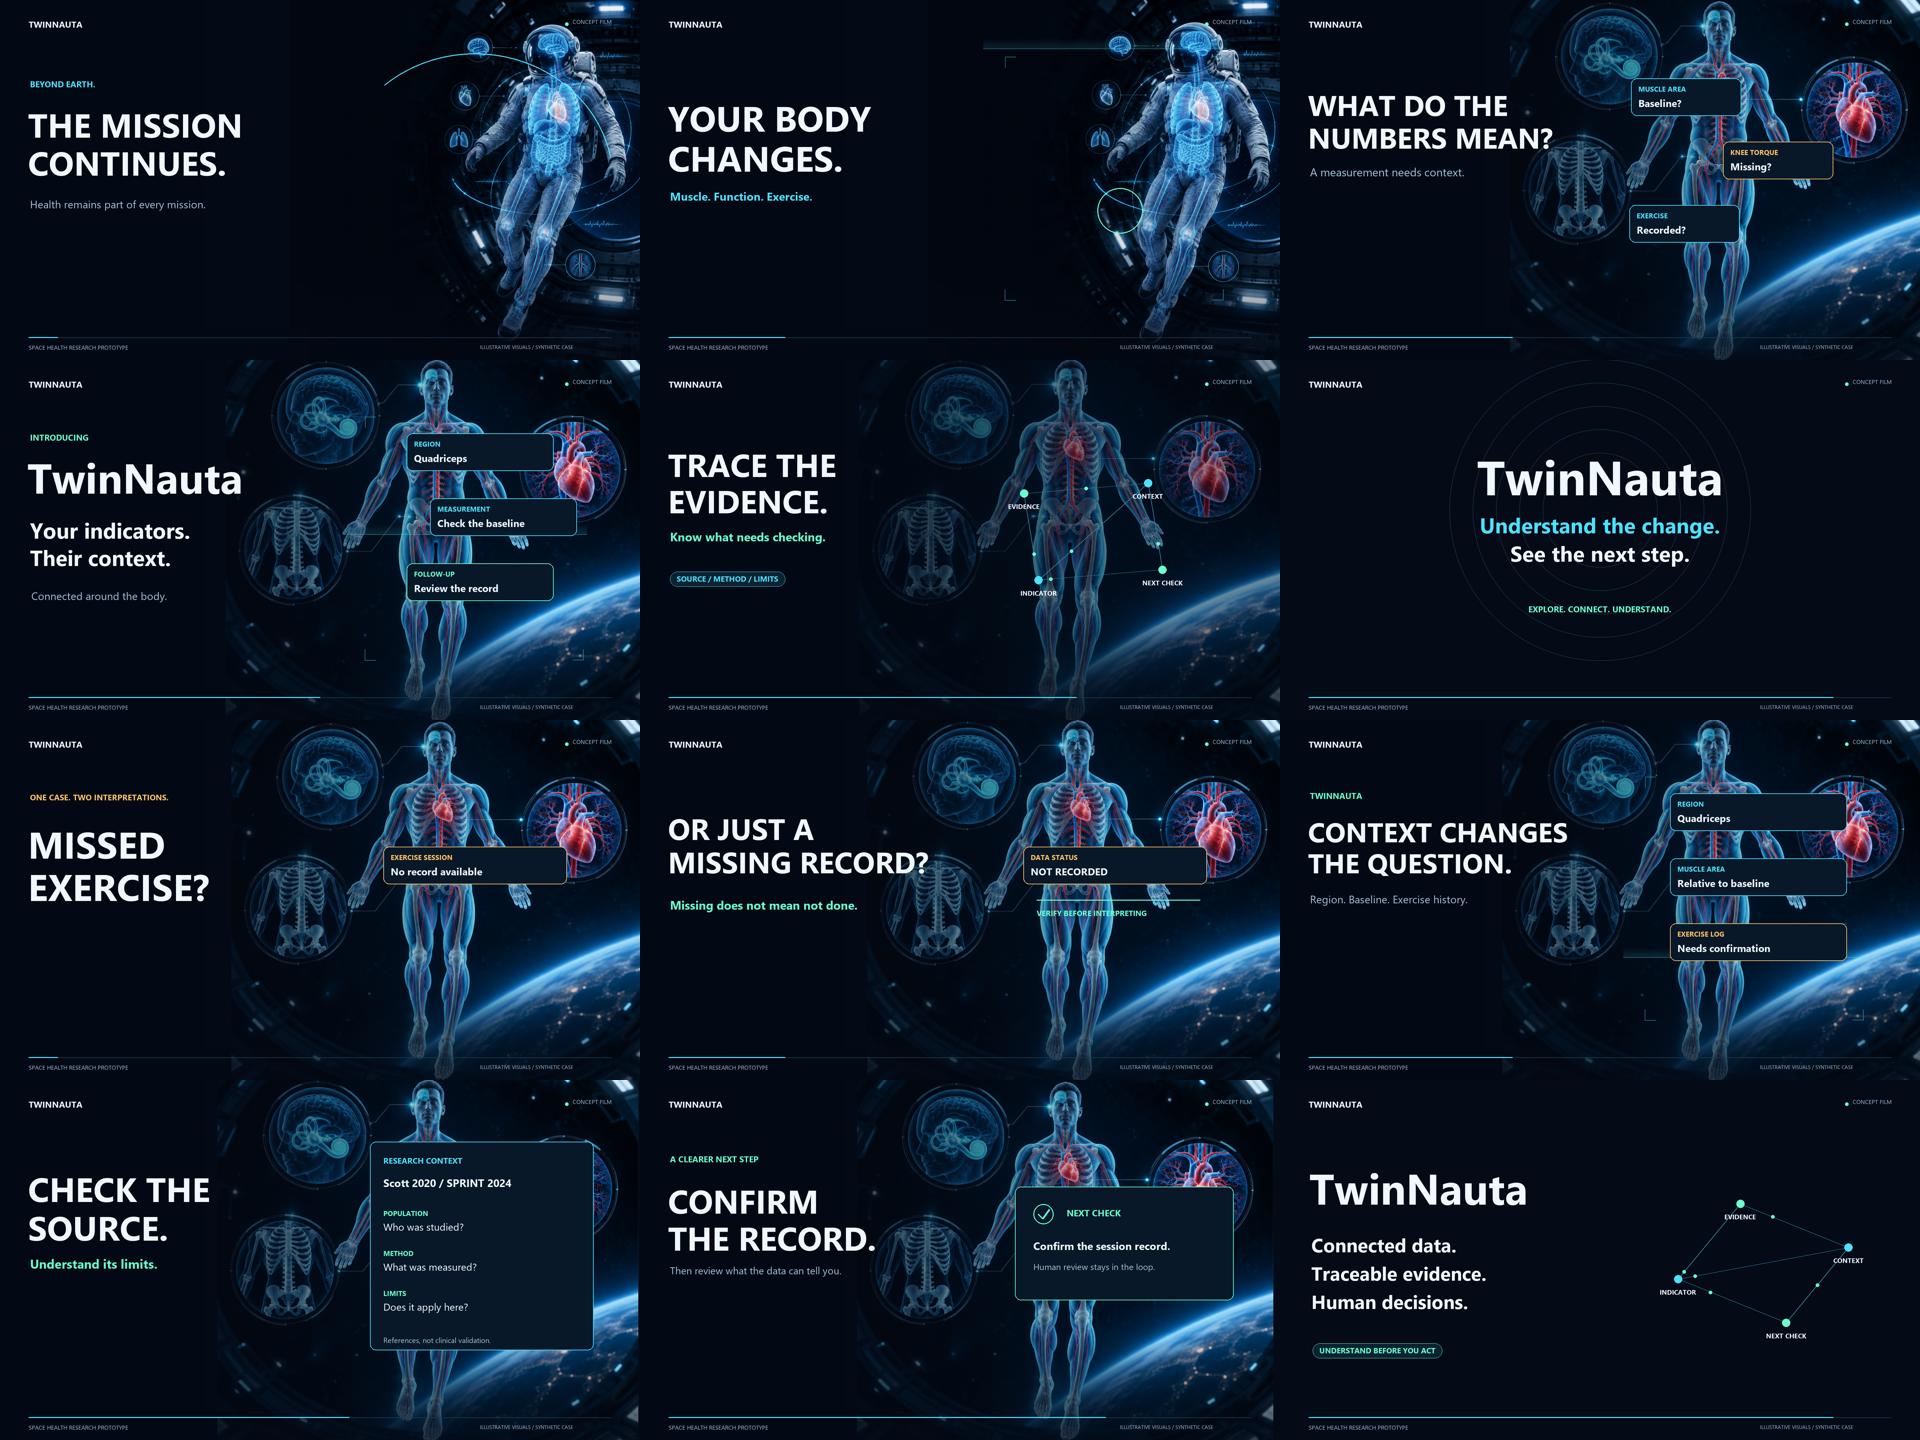 TWINNAUTA
CONCEPT FILM
BEYOND EARTH.
THE MISSION
CONTINUES.
Health remains part of every mission.
SPACE HEALTH RESEARCH PROTOTYPE
ILLUSTRATIVE VISUALS / SYNTHETIC CASE
TWINNAUTA
CONCEPT FILM
YOUR BODY
CHANGES.
Muscle. Function. Exercise.
SPACE HEALTH RESEARCH PROTOTYPE
ILLUSTRATIVE VISUALS / SYNTHETIC CASE
TWINNAUTA
CONCEPT FILM
WHAT DO THE
NUMBERS MEAN?
A measurement needs context.
MUSCLE AREA
Baseline?
KNEE TORQUE
Missing?
EXERCISE
Recorded?
SPACE HEALTH RESEARCH PROTOTYPE
ILLUSTRATIVE VISUALS / SYNTHETIC CASE
TWINNAUTA
CONCEPT FILM
INTRODUCING
TwinNauta
Your indicators.
Their context.
Connected around the body.
REGION
Quadriceps
MEASUREMENT
Check the baseline
FOLLOW-UP
Review the record
SPACE HEALTH RESEARCH PROTOTYPE
ILLUSTRATIVE VISUALS / SYNTHETIC CASE
TWINNAUTA
CONCEPT FILM
TRACE THE
EVIDENCE.
Know what needs checking.
SOURCE / METHOD / LIMITS
EVIDENCE
CONTEXT
INDICATOR
NEXT CHECK
SPACE HEALTH RESEARCH PROTOTYPE
ILLUSTRATIVE VISUALS / SYNTHETIC CASE
TWINNAUTA
CONCEPT FILM
TwinNauta
Understand the change.
See the next step.
EXPLORE. CONNECT. UNDERSTAND.
SPACE HEALTH RESEARCH PROTOTYPE
ILLUSTRATIVE VISUALS / SYNTHETIC CASE
TWINNAUTA
CONCEPT FILM
ONE CASE. TWO INTERPRETATIONS.
MISSED
EXERCISE?
EXERCISE SESSION
No record available
SPACE HEALTH RESEARCH PROTOTYPE
ILLUSTRATIVE VISUALS / SYNTHETIC CASE
TWINNAUTA
CONCEPT FILM
OR JUST A
MISSING RECORD?
Missing does not mean not done.
DATA STATUS
NOT RECORDED
VERIFY BEFORE INTERPRETING
SPACE HEALTH RESEARCH PROTOTYPE
ILLUSTRATIVE VISUALS / SYNTHETIC CASE
TWINNAUTA
CONCEPT FILM
TWINNAUTA
CONTEXT CHANGES
THE QUESTION.
Region. Baseline. Exercise history.
REGION
Quadriceps
MUSCLE AREA
Relative to baseline
EXERCISE LOG
Needs confirmation
SPACE HEALTH RESEARCH PROTOTYPE
ILLUSTRATIVE VISUALS / SYNTHETIC CASE
TWINNAUTA
CONCEPT FILM
CHECK THE
SOURCE.
Understand its limits.
RESEARCH CONTEXT
Scott 2020 / SPRINT 2024
POPULATION
Who was studied?
METHOD
What was measured?
LIMITS
Does it apply here?
References, not clinical validation.
SPACE HEALTH RESEARCH PROTOTYPE
ILLUSTRATIVE VISUALS / SYNTHETIC CASE
TWINNAUTA
CONCEPT FILM
A CLEARER NEXT STEP
CONFIRM
THE RECORD.
Then review what the data can tell you.
NEXT CHECK
Confirm the session record.
Human review stays in the loop.
SPACE HEALTH RESEARCH PROTOTYPE
ILLUSTRATIVE VISUALS / SYNTHETIC CASE
TWINNAUTA
CONCEPT FILM
TwinNauta
Connected data.
Traceable evidence.
Human decisions.
UNDERSTAND BEFORE YOU ACT
EVIDENCE
CONTEXT
INDICATOR
NEXT CHECK
SPACE HEALTH RESEARCH PROTOTYPE
ILLUSTRATIVE VISUALS / SYNTHETIC CASE